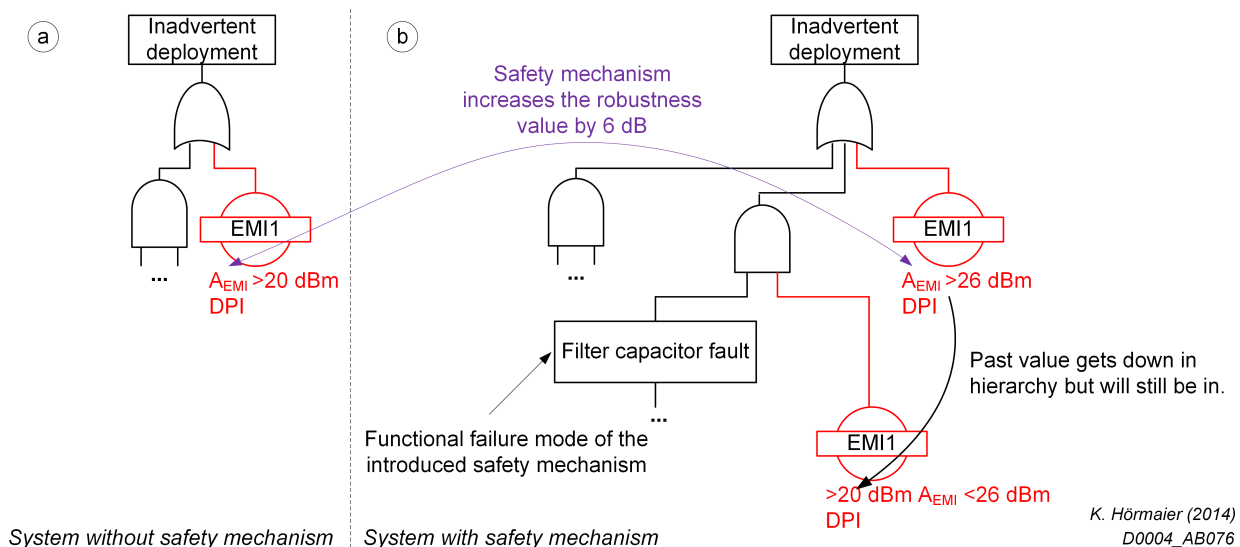 a
Inadvertent
deployment
EMI1
...
A_EMI >20 dBm
DPI
System without safety mechanism
b
Safety mechanism
increases the robustness
value by 6 dB
Inadvertent
deployment
EMI1
...
A_EMI >26 dBm
DPI
Filter capacitor fault
...
Past value gets down in
hierarchy but will still be in.
Functional failure mode of the
introduced safety mechanism
EMI1
>20 dBm A_EMI <26 dBm
DPI
System with safety mechanism
K. Hörmaier (2014)
D0004_AB076